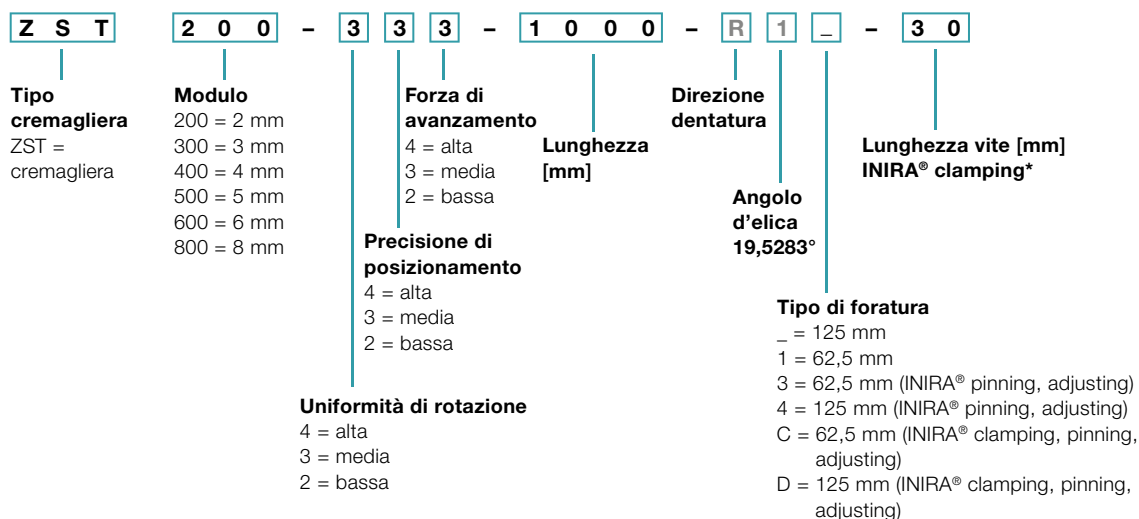 Z S T 2 0 0 – 3 3 3 – 1 0 0 0 – R 1 _ – 3 0
Tipo
cremagliera
ZST =
cremagliera
Modulo
200 = 2 mm
300 = 3 mm
400 = 4 mm
500 = 5 mm
600 = 6 mm
800 = 8 mm
Uniformità di rotazione
4 = alta
3 = media
2 = bassa
Precisione di
posizionamento
4 = alta
3 = media
2 = bassa
Forza di
avanzamento
4 = alta
3 = media
2 = bassa
Lunghezza
[mm]
Direzione
dentatura
Angolo
d’elica
19,5283°
Tipo di foratura
_ = 125 mm
1 = 62,5 mm
3 = 62,5 mm (INIRA® pinning, adjusting)
4 = 125 mm (INIRA® pinning, adjusting)
C = 62,5 mm (INIRA® clamping, pinning,
adjusting)
D = 125 mm (INIRA® clamping, pinning,
adjusting)
Lunghezza vite [mm]
INIRA® clamping*